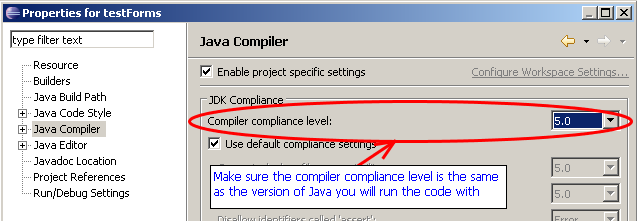 Properties for testForms
type filter text
Resource
Builders
Java Build Path
Java Code Style
Java Compiler
Java Editor
Javadoc Location
Project References
Run/Debug Settings
Java Compiler
Enable project specific settings
Configure Workspace Settings...
JDK Compliance
Compiler compliance level:
5.0
Use default compliance settings
5.0
Make sure the compiler compliance level is the same
as the version of Java you will run the code with
5.0
Disallow identifiers called 'assert':
Error